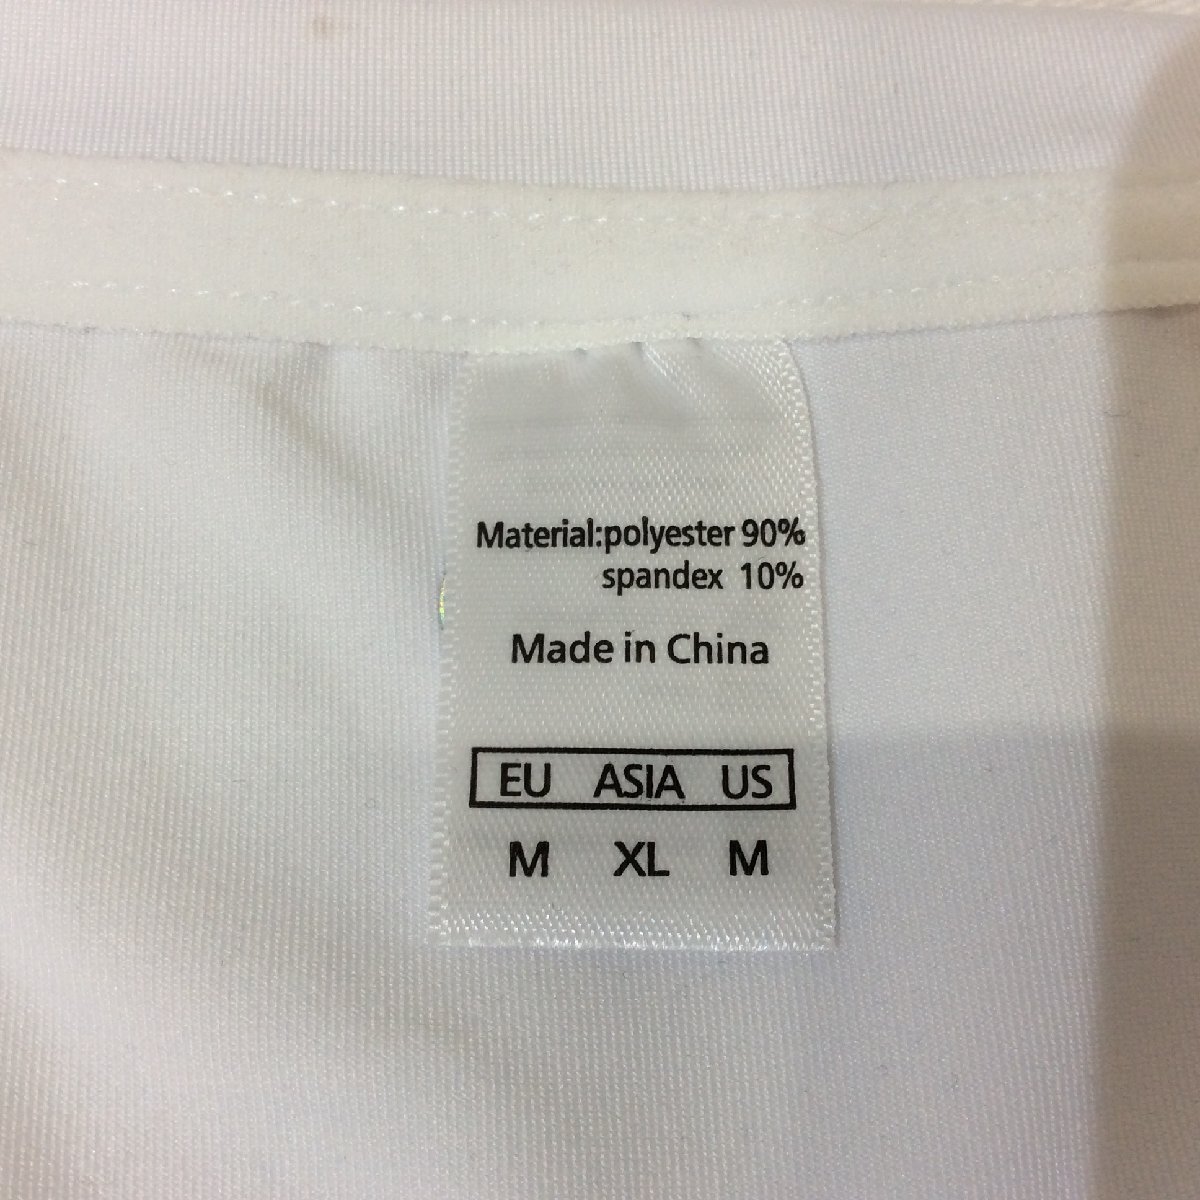 Material:polyester 90%
spandex 10%
Made in China
EU ASIA US
M XL M